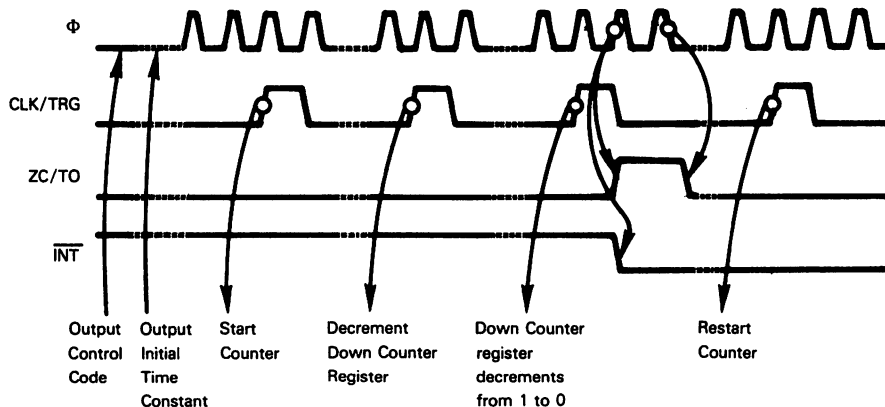 Φ
CLK/TRG
ZC/TO
INT
Output
Control
Code
Output
Initial
Time
Constant
Start
Counter
Decrement
Down Counter
Register
Down Counter
register
decrements
from 1 to 0
Restart
Counter